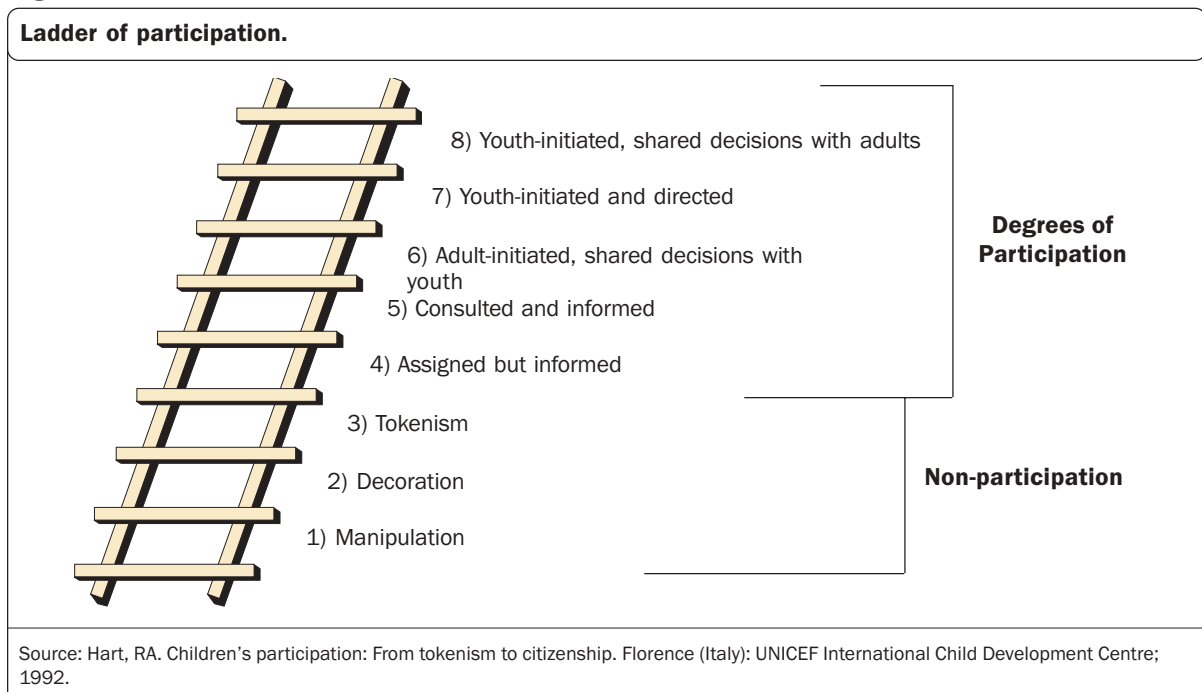 Ladder of participation.
8) Youth-initiated, shared decisions with adults
7) Youth-initiated and directed
Degrees of
Participation
6) Adult-initiated, shared decisions with
youth
5) Consulted and informed
4) Assigned but informed
3) Tokenism
Non-participation
2) Decoration
1) Manipulation
Source: Hart, RA. Children’s participation: From tokenism to citizenship. Florence (Italy): UNICEF International Child Development Centre;
1992.